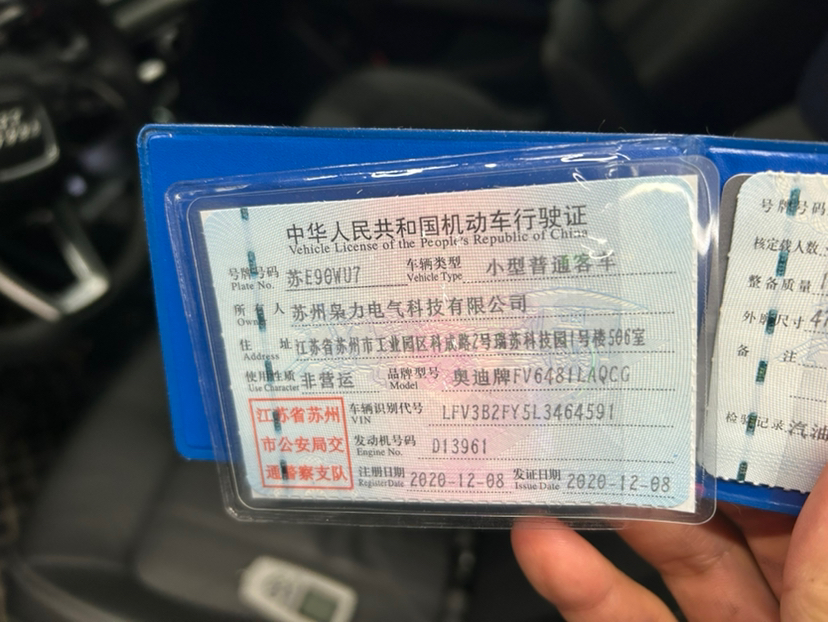 中华人民共和国机动车行驶证
Vehicle License of the People's Republic of China
号牌号码 Plate No. 苏E90WU7 车辆类型 Vehicle Type 小型普通客车
所有人 Owner 苏州枭力电气科技有限公司
住址 Address 江苏省苏州市工业园区科成路2号瑞苏科技园1号楼506室
使用性质 Use Character 非营运 品牌型号 Model 奥迪牌FV6481LAQCG
江苏省苏州
市公安局交
通警察支队
车辆识别代号 VIN LFV3B2FY5L3464591
发动机号码 Engine No. D13961
注册日期 Register Date 2020-12-08 发证日期 Issue Date 2020-12-08
号牌号码
核定载人数
整备质量
外廓尺寸
备注
检验记录 汽油